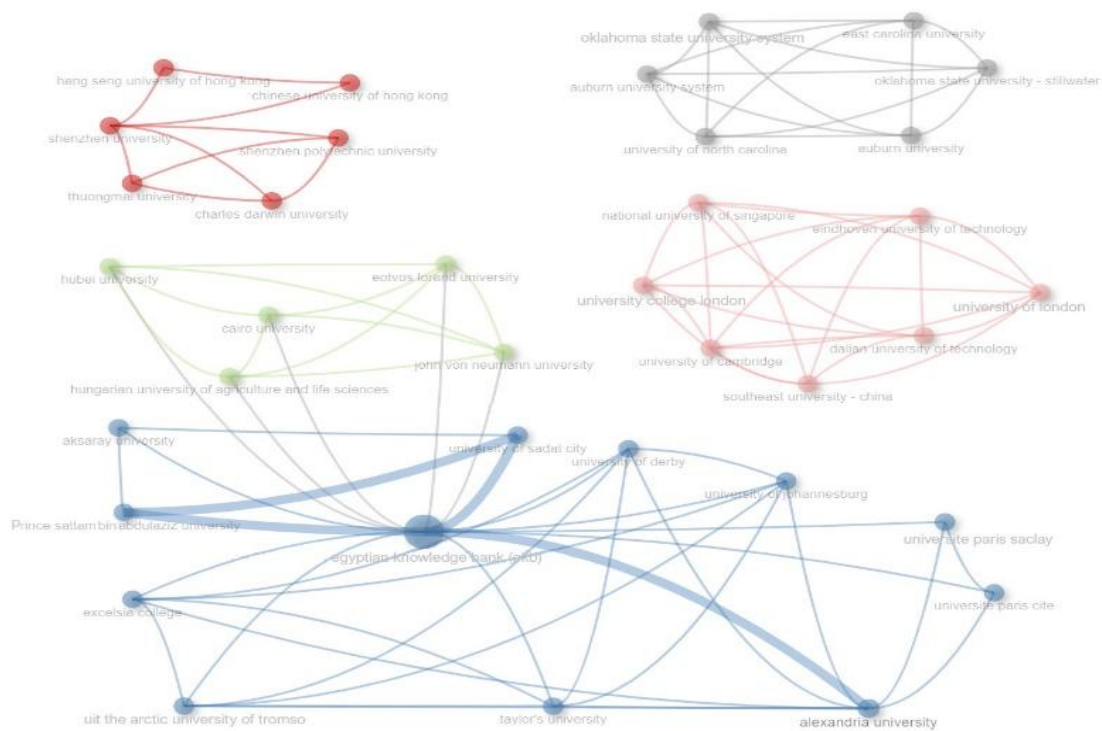 oklahoma state university system
east carolina university
hang seng university of hong kong
chinese university of hong kong
auburn university system
oklahoma state university - stillwater
shenzhen university
shenzhen polytechnic university
university of north carolina
auburn university
thuongmai university
charles darwin university
national university of singapore
eindhoven university of technology
hubei university
eotvos lorand university
university college london
university of london
cairo university
university of cambridge
dalian university of technology
john von neumann university
hungarian university of agriculture and life sciences
southeast university - china
aksaray university
university of sadat city
university of derby
university of johannesburg
Prince sattambinabdulaziz university
egyptian knowledge bank (ekb)
universite paris saclay
excelsia college
universite paris cite
uit the arctic university of tromso
taylor's university
alexandria university